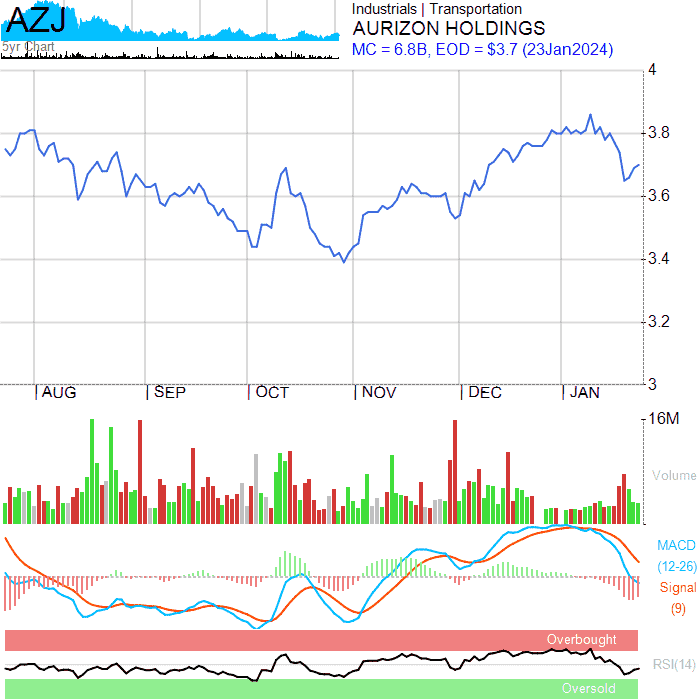 AZJ
5yr Chart
Industrials | Transportation
AURIZON HOLDINGS
MC = 6.8B, EOD = $3.7 (23Jan2024)
4
3.8
3.6
3.4
3.2
3
|AUG |SEP |OCT |NOV |DEC |JAN
16M
Volume
MACD
(12-26)
Signal
(9)
Overbought
RSI(14)
Oversold